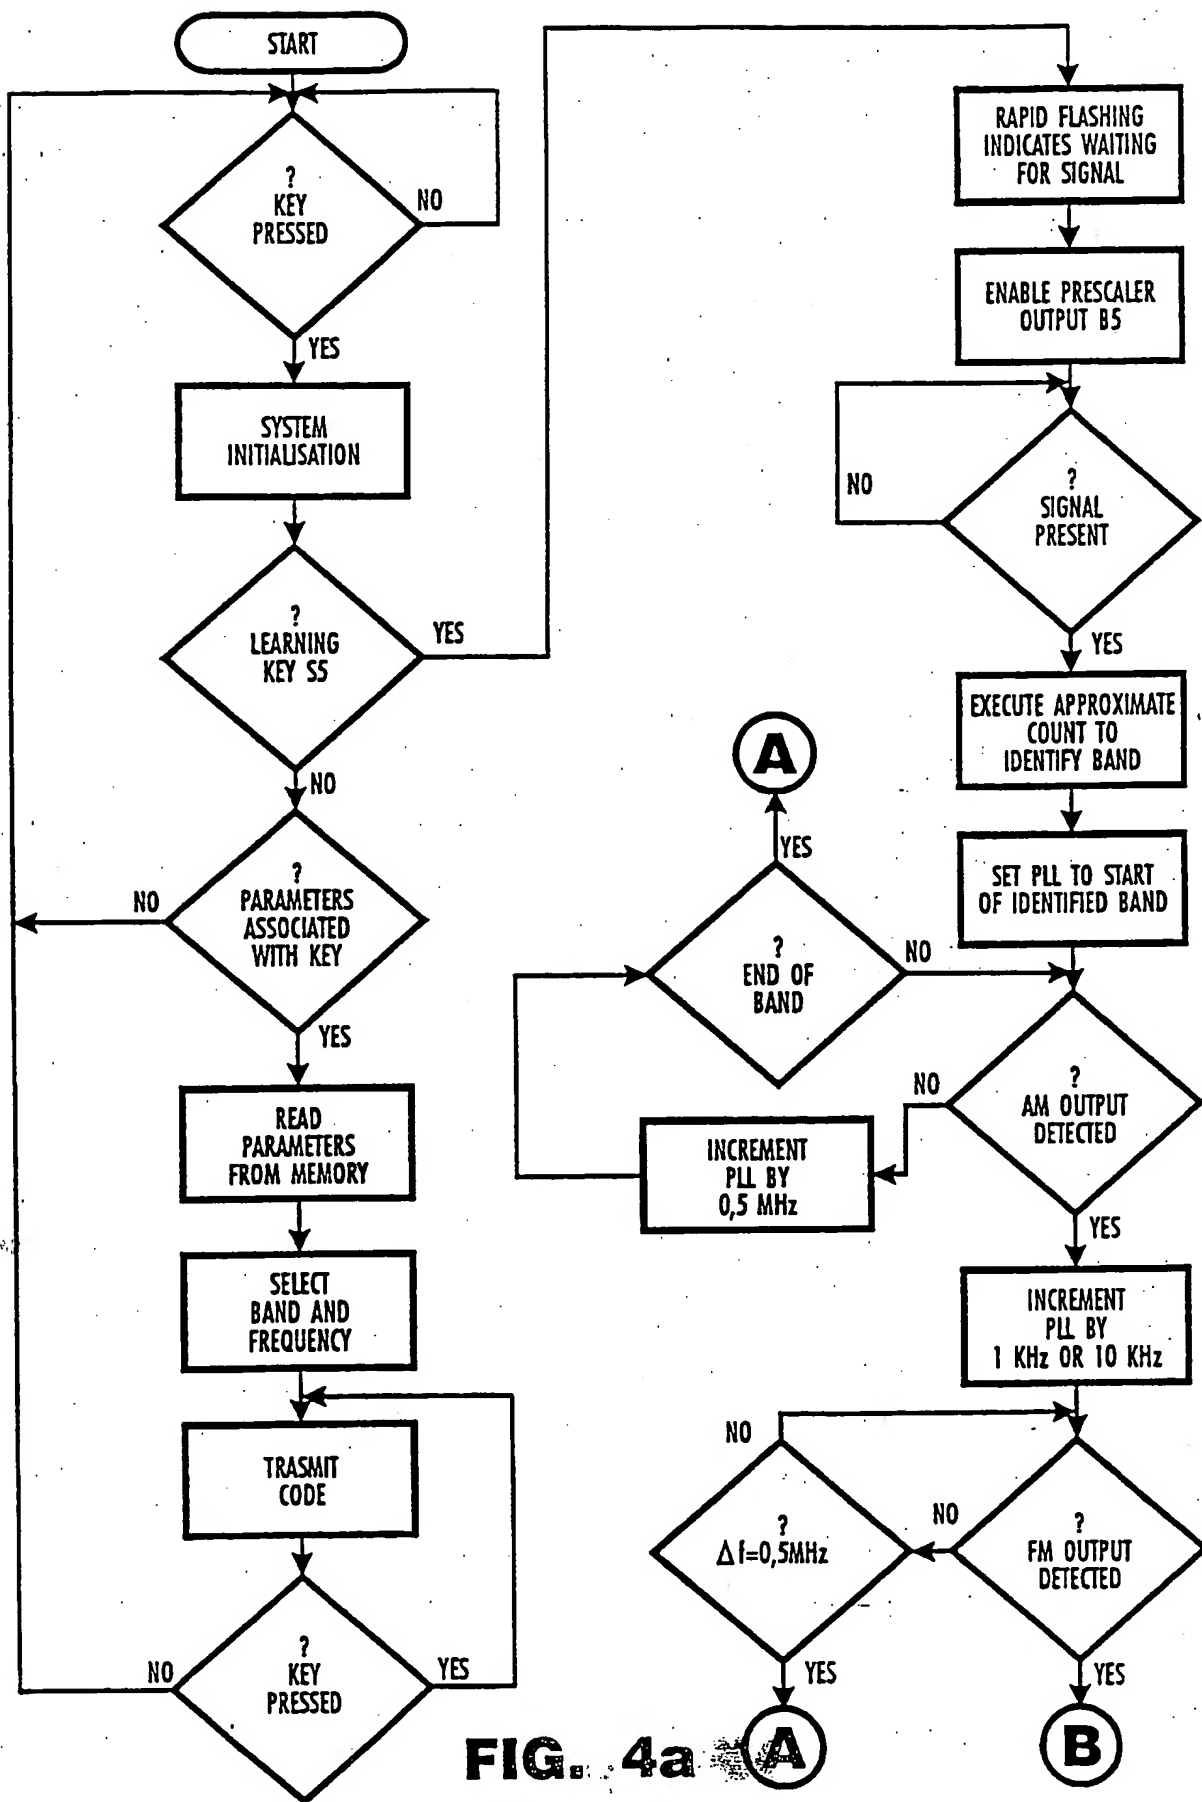 START
?
KEY
PRESSED
NO
YES
SYSTEM
INITIALISATION
?
LEARNING
KEY S5
YES
NO
?
PARAMETERS
ASSOCIATED
WITH KEY
NO
YES
READ
PARAMETERS
FROM MEMORY
SELECT
BAND AND
FREQUENCY
TRASMIT
CODE
?
KEY
PRESSED
NO
YES
RAPID FLASHING
INDICATES WAITING
FOR SIGNAL
ENABLE PRESCALER
OUTPUT B5
?
SIGNAL
PRESENT
NO
YES
EXECUTE APPROXIMATE
COUNT TO
IDENTIFY BAND
SET PLL TO START
OF IDENTIFIED BAND
A
YES
?
END OF
BAND
NO
?
AM OUTPUT
DETECTED
NO
YES
INCREMENT
PLL BY
0,5 MHz
INCREMENT
PLL BY
1 KHz OR 10 KHz
?
FM OUTPUT
DETECTED
NO
YES
?
Δf=0,5MHz
NO
YES
A
B
FIG. 4a